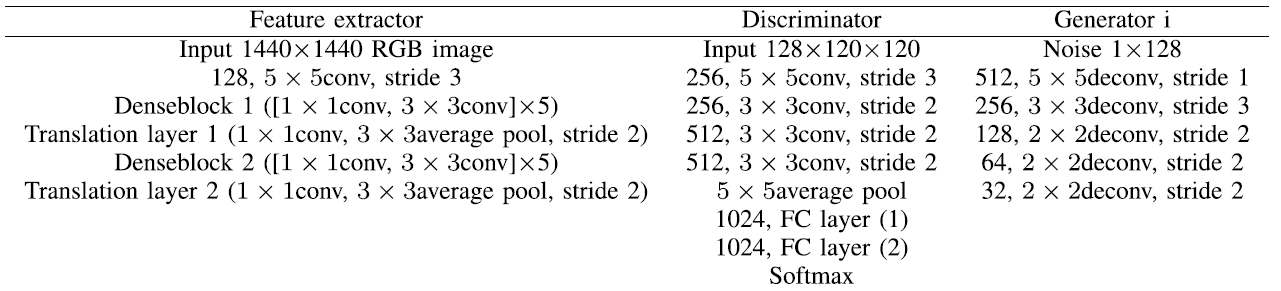 Feature extractor Discriminator Generator i
Input 1440×1440 RGB image Input 128×120×120 Noise 1×128
128, 5 × 5conv, stride 3 256, 5 × 5conv, stride 3 512, 5 × 5deconv, stride 1
Denseblock 1 ([1 × 1conv, 3 × 3conv]×5) 256, 3 × 3conv, stride 2 256, 3 × 3deconv, stride 3
Translation layer 1 (1 × 1conv, 3 × 3average pool, stride 2) 512, 3 × 3conv, stride 2 128, 2 × 2deconv, stride 2
Denseblock 2 ([1 × 1conv, 3 × 3conv]×5) 512, 3 × 3conv, stride 2 64, 2 × 2deconv, stride 2
Translation layer 2 (1 × 1conv, 3 × 3average pool, stride 2) 5 × 5average pool 32, 2 × 2deconv, stride 2
1024, FC layer (1)
1024, FC layer (2)
Softmax